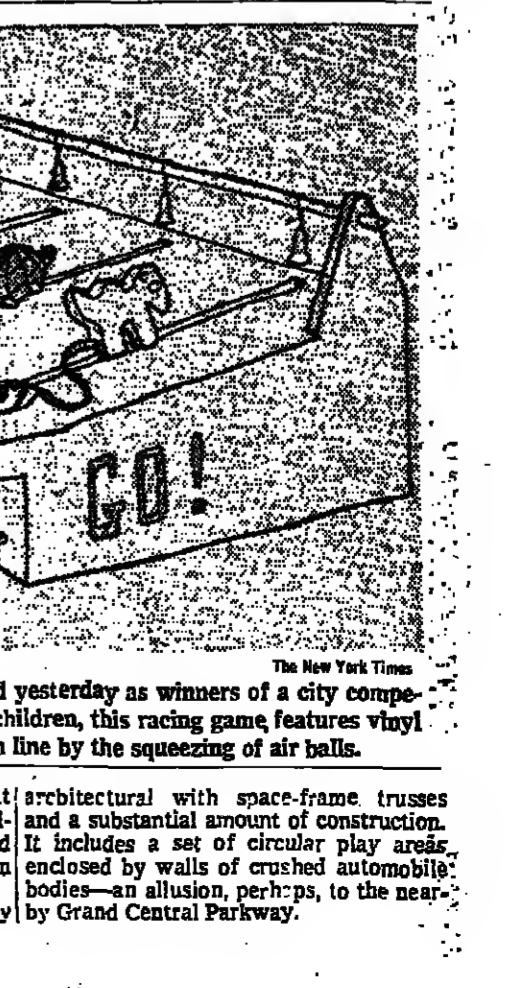 GO!
The New York Times
d yesterday as winners of a city compe-
children, this racing game, features vinyl
n line by the squeezing of air balls.
t architectural with space-frame trusses
l- and a substantial amount of construction.
d It includes a set of circular play areas,
n enclosed by walls of crushed automobile
bodies—an allusion, perhaps, to the near-
y by Grand Central Parkway.